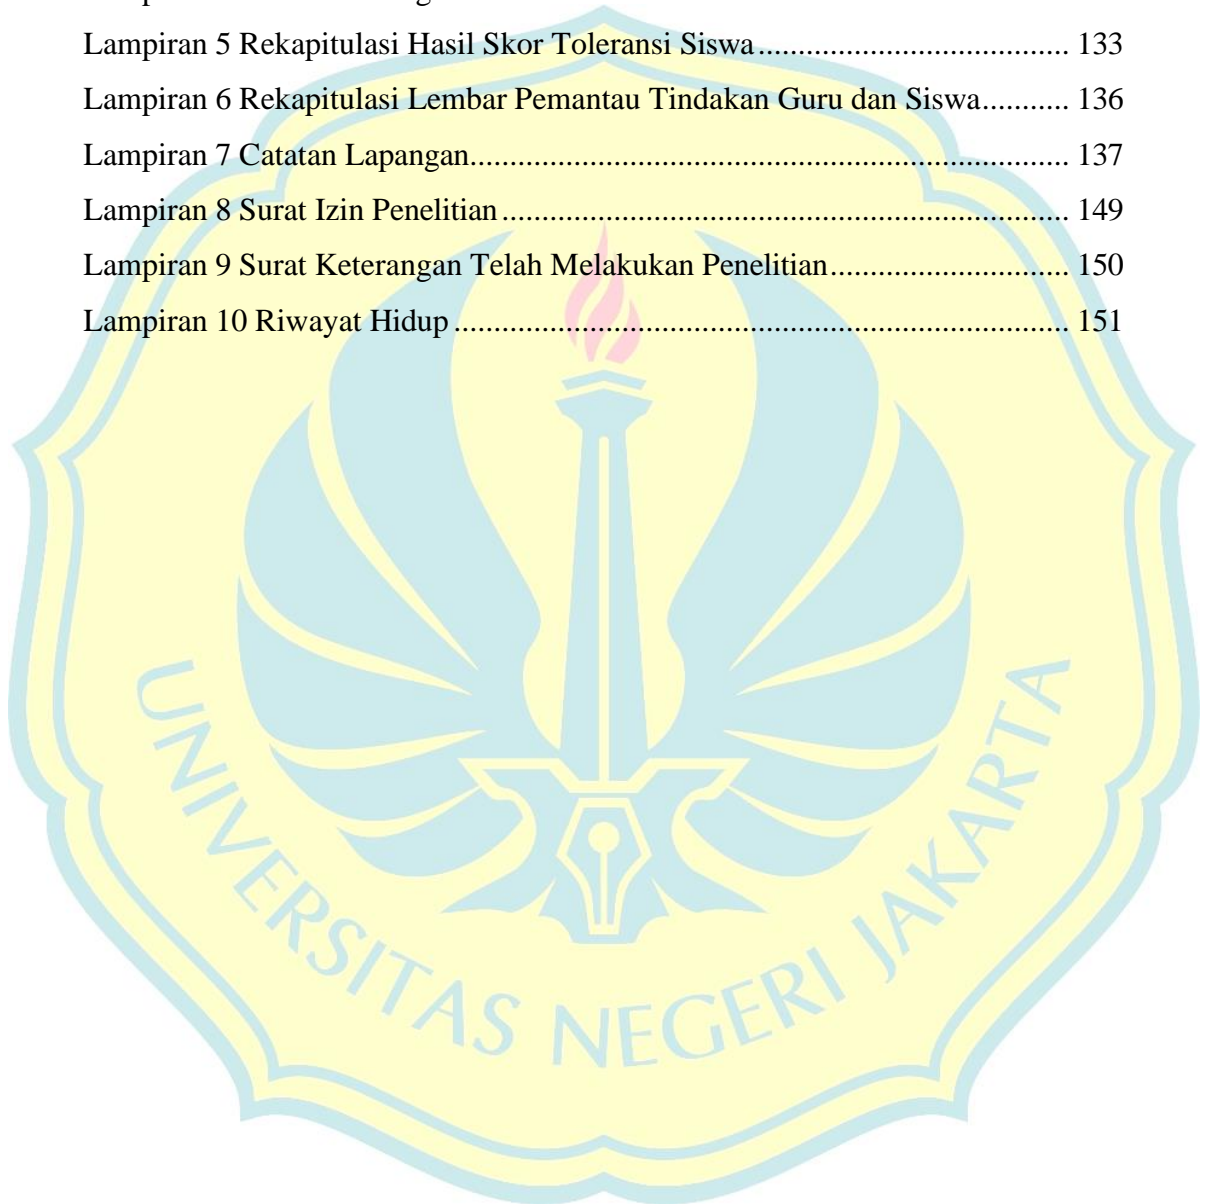 Lampiran 5 Rekapitulasi Hasil Skor Toleransi Siswa....................................... 133
Lampiran 6 Rekapitulasi Lembar Pemantau Tindakan Guru dan Siswa........... 136
Lampiran 7 Catatan Lapangan........................................................................... 137
Lampiran 8 Surat Izin Penelitian....................................................................... 149
Lampiran 9 Surat Keterangan Telah Melakukan Penelitian.............................. 150
Lampiran 10 Riwayat Hidup............................................................................. 151
UNIVERSITAS NEGERI JAKARTA